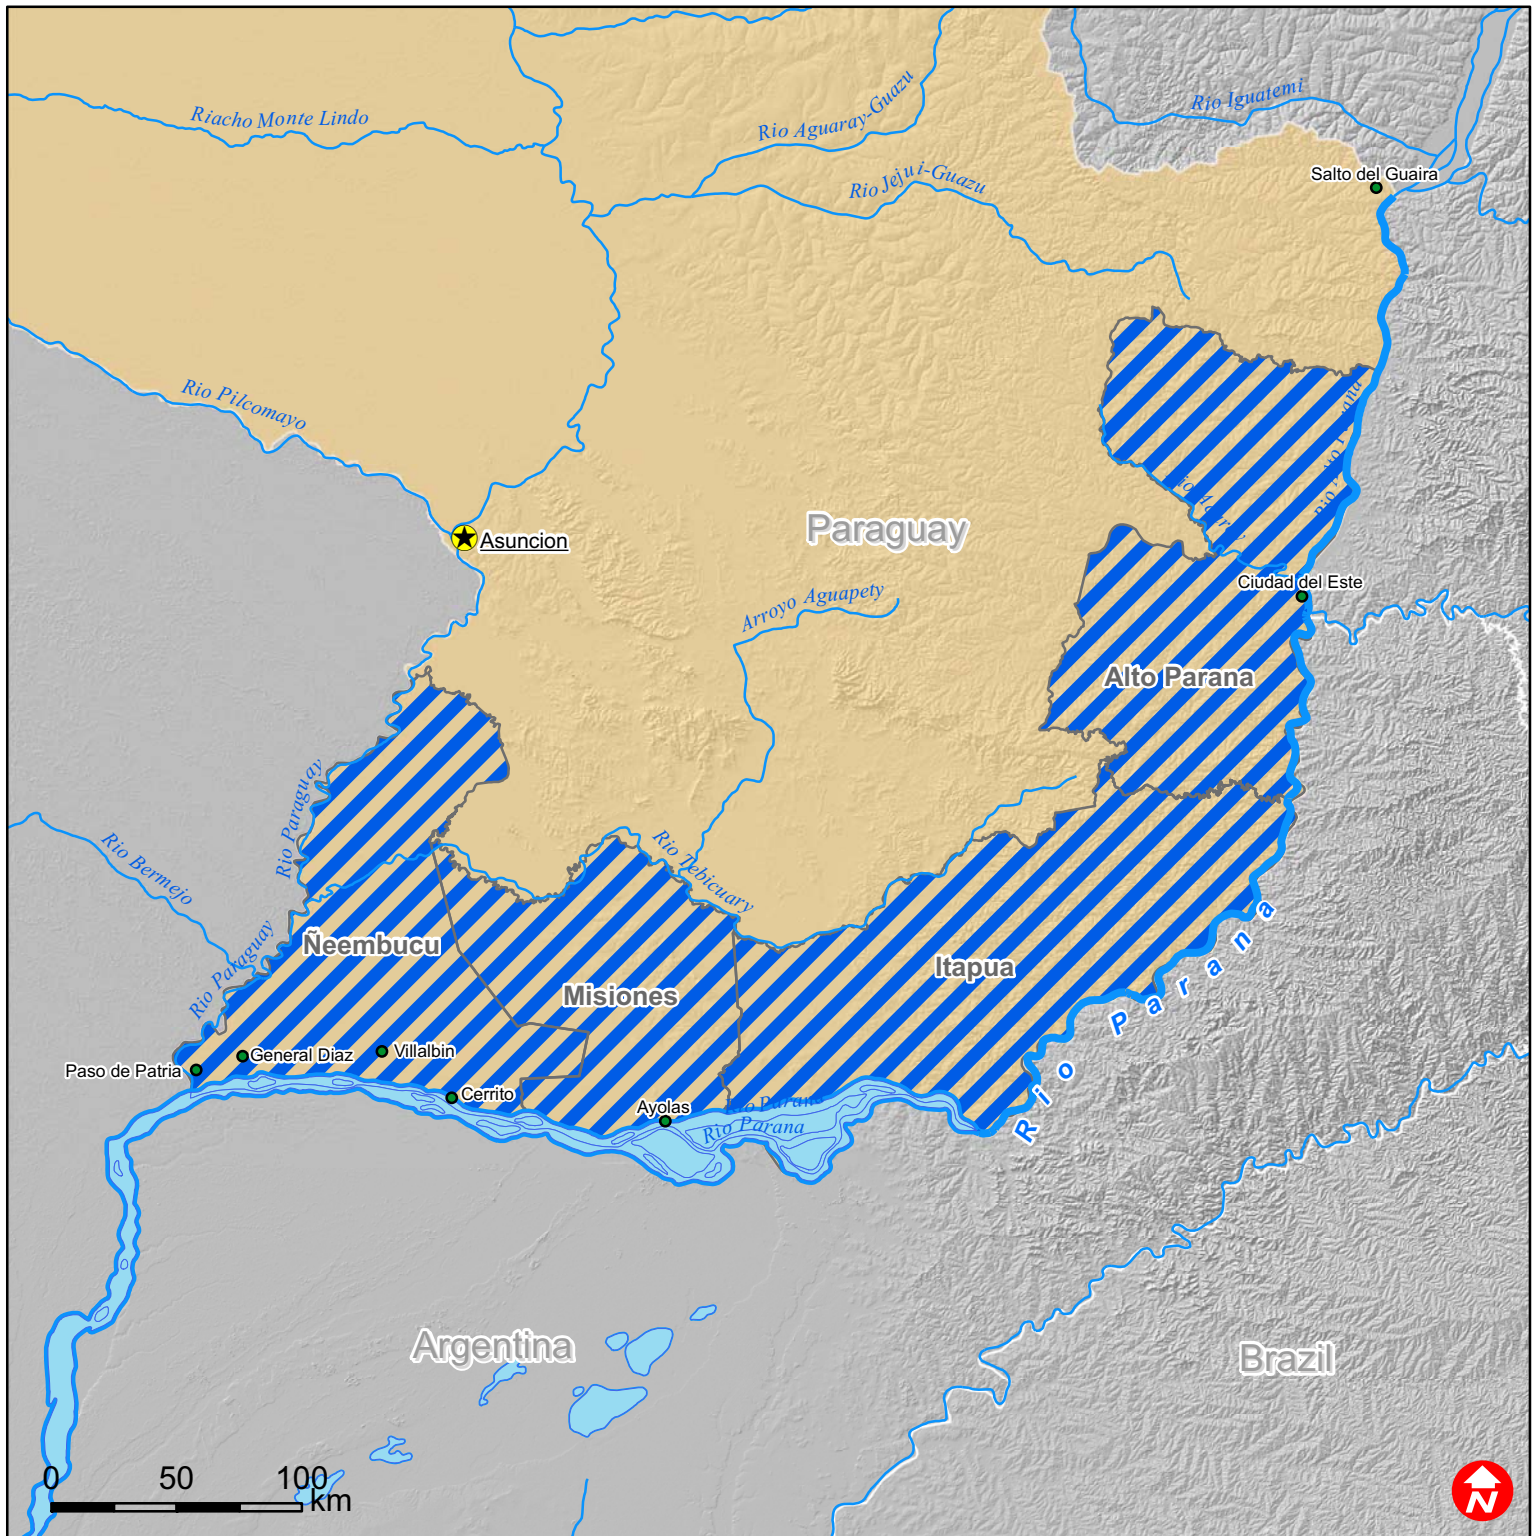 Riacho Monte Lindo
Rio Aguaray-Guazu
Rio Iguatemi
Rio Jejui-Guazu
Salto del Guaira
Rio Pilcomayo
Asuncion
Paraguay
Ciudad del Este
Arroyo Aguapety
Alto Parana
Rio Paraguay
Rio Bermejo
Rio Tebicuary
Rio Paraguay
Ñeembucu
Itapua
Misiones
Rio Parana
General Diaz
Villalbin
Paso de Patria
Cerrito
Ayolas
Rio Parana
Rio Parana
Argentina
Brazil
0 50 100
km
N